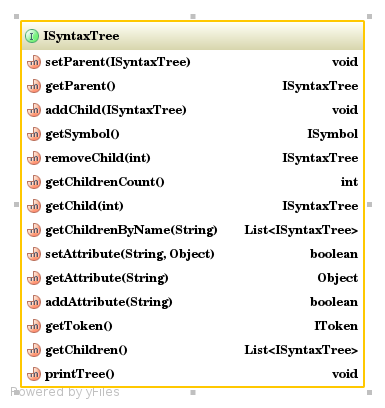 I ISyntaxTree
m setParent(ISyntaxTree) void
m getParent() ISyntaxTree
m addChild(ISyntaxTree) void
m getSymbol() ISymbol
m removeChild(int) ISyntaxTree
m getChildrenCount() int
m getChild(int) ISyntaxTree
m getChildrenByName(String) List<ISyntaxTree>
m setAttribute(String, Object) boolean
m getAttribute(String) Object
m addAttribute(String) boolean
m getToken() IToken
m getChildren() List<ISyntaxTree>
m printTree() void
Powered by yFiles